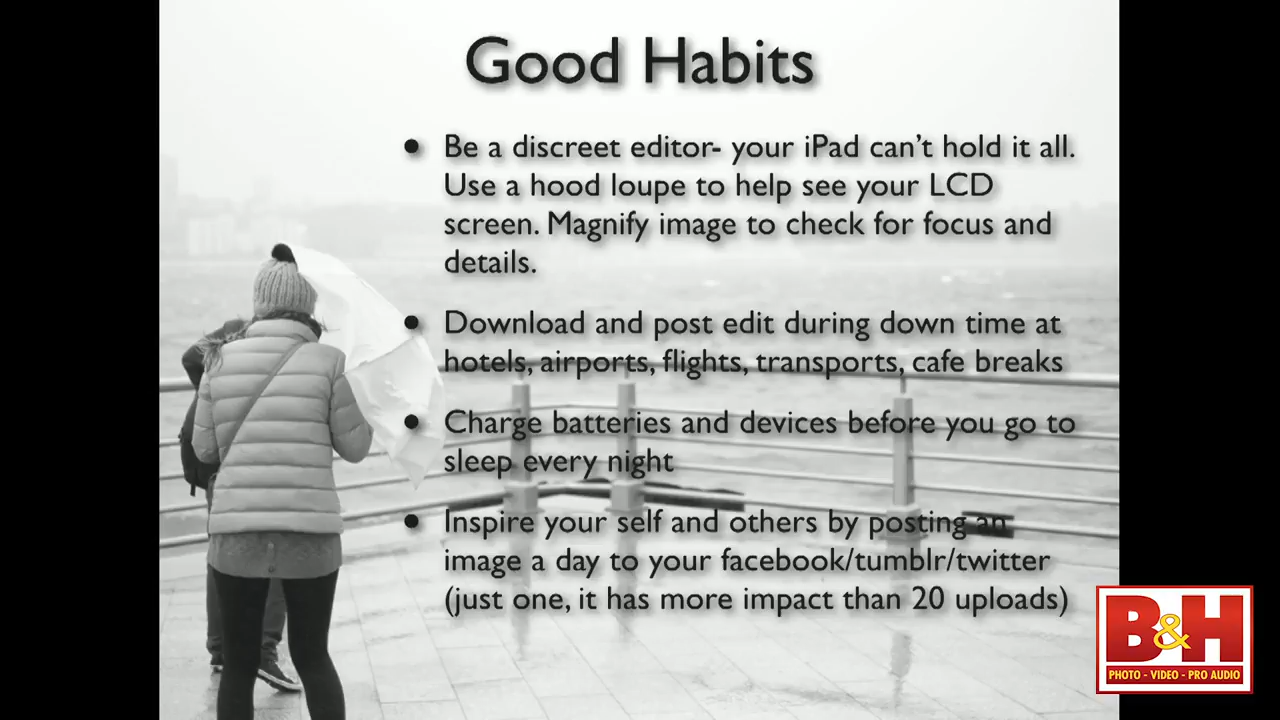 Good Habits
• Be a discreet editor- your iPad can't hold it all.
Use a hood loupe to help see your LCD
screen. Magnify image to check for focus and
details.
• Download and post edit during down time at
hotels, airports, flights, transports, cafe breaks
• Charge batteries and devices before you go to
sleep every night
• Inspire your self and others by posting an
image a day to your facebook/tumblr/twitter
(just one, it has more impact than 20 uploads)
B&H
PHOTO - VIDEO - PRO AUDIO